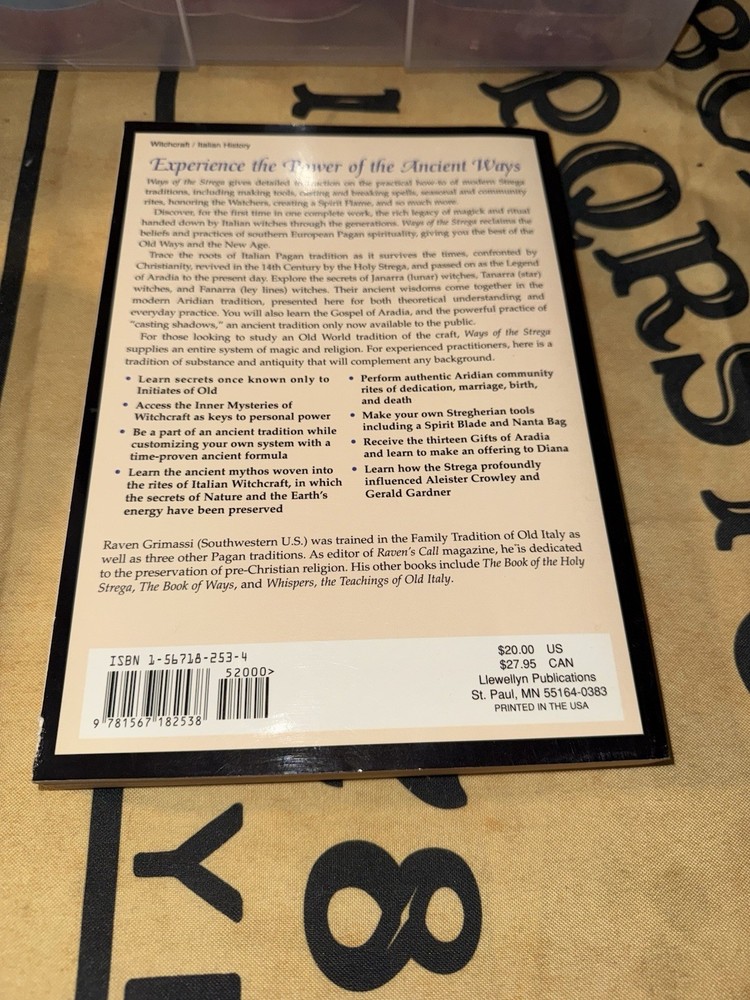 Witchcraft / Italian History
Experience the Power of the Ancient Ways
Ways of the Strega gives detailed instruction on the practical how-to of modern Strega
traditions, including making tools, casting and breaking spells, seasonal and community
rites, honoring the Watchers, creating a Spirit Flame, and so much more.
Discover, for the first time in one complete work, the rich legacy of magick and ritual
handed down by Italian witches through the generations. Ways of the Strega reclaims the
beliefs and practices of southern European Pagan spirituality, giving you the best of the
Old Ways and the New Age.
Trace the roots of Italian Pagan tradition as it survives the times, confronted by
Christianity, revived in the 14th Century by the Holy Strega, and passed on as the Legend
of Aradia to the present day. Explore the secrets of Janarra (lunar) witches, Tanarra (star)
witches, and Fanarra (ley lines) witches. Their ancient wisdoms come together in the
modern Aridian tradition, presented here for both theoretical understanding and
everyday practice. You will also learn the Gospel of Aradia, and the powerful practice of
"casting shadows," an ancient tradition only now available to the public.
For those looking to study an Old World tradition of the craft, Ways of the Strega
supplies an entire system of magic and religion. For experienced practitioners, here is a
tradition of substance and antiquity that will complement any background.
• Learn secrets once known only to
Initiates of Old
• Access the Inner Mysteries of
Witchcraft as keys to personal power
• Be a part of an ancient tradition while
customizing your own system with a
time-proven ancient formula
• Learn the ancient mythos woven into
the rites of Italian Witchcraft, in which
the secrets of Nature and the Earth's
energy have been preserved
• Perform authentic Aridian community
rites of dedication, marriage, birth,
and death
• Make your own Stregherian tools
including a Spirit Blade and Nanta Bag
• Receive the thirteen Gifts of Aradia
and learn to make an offering to Diana
• Learn how the Strega profoundly
influenced Aleister Crowley and
Gerald Gardner
Raven Grimassi (Southwestern U.S.) was trained in the Family Tradition of Old Italy as
well as three other Pagan traditions. As editor of Raven's Call magazine, he is dedicated
to the preservation of pre-Christian religion. His other books include The Book of the Holy
Strega, The Book of Ways, and Whispers, the Teachings of Old Italy.
ISBN 1-56718-253-4
52000>
9 781567 182538
$20.00 US
$27.95 CAN
Llewellyn Publications
St. Paul, MN 55164-0383
PRINTED IN THE USA
1
P Q R S
Y
8